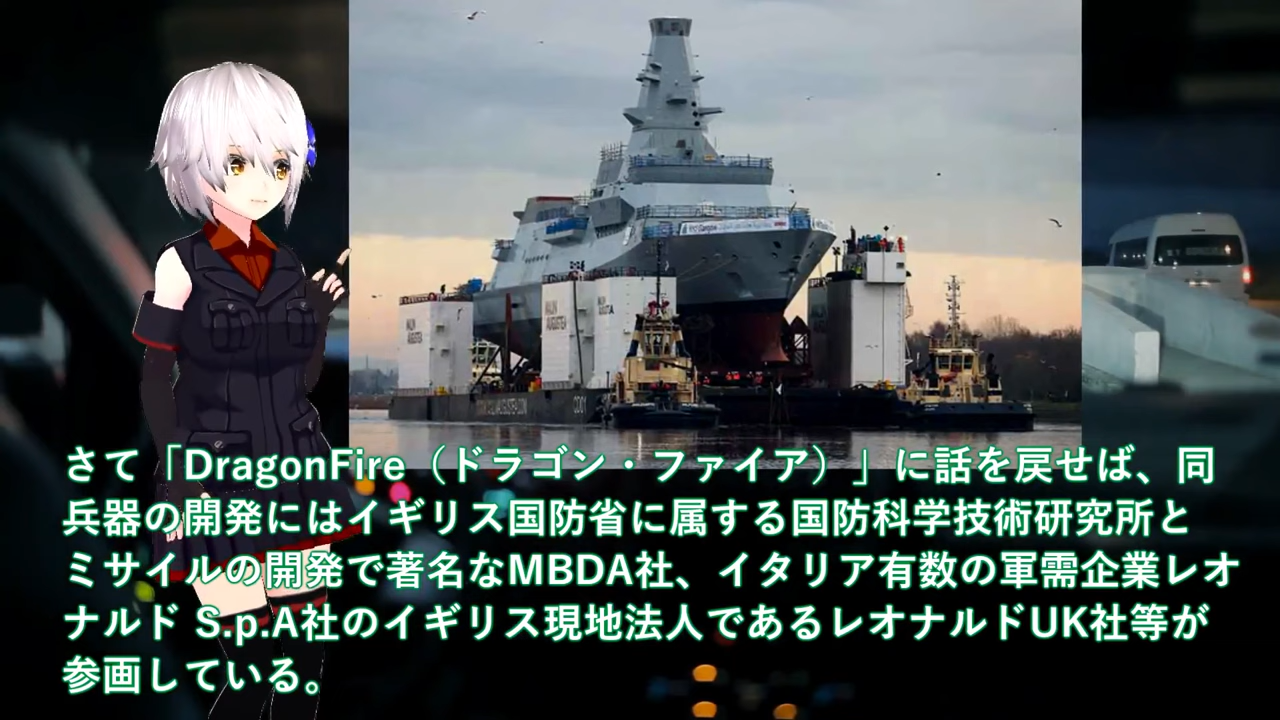 MALIN
AUGUSTEA
MALIN
AUGUSTEA
さて「DragonFire（ドラゴン・ファイア）」に話を戻せば、同
兵器の開発にはイギリス国防省に属する国防科学技術研究所と
ミサイルの開発で著名なMBDA社、イタリア有数の軍需企業レオ
ナルド S.p.A社のイギリス現地法人であるレオナルドUK社等が
参画している。